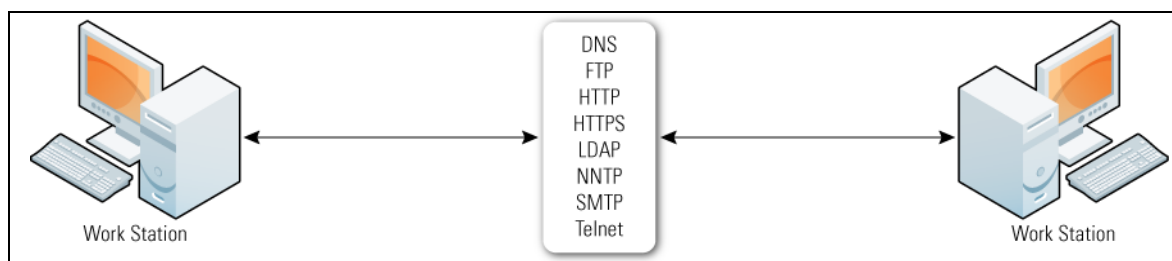 DNS
FTP
HTTP
HTTPS
LDAP
NNTP
SMTP
Telnet
Work Station
Work Station